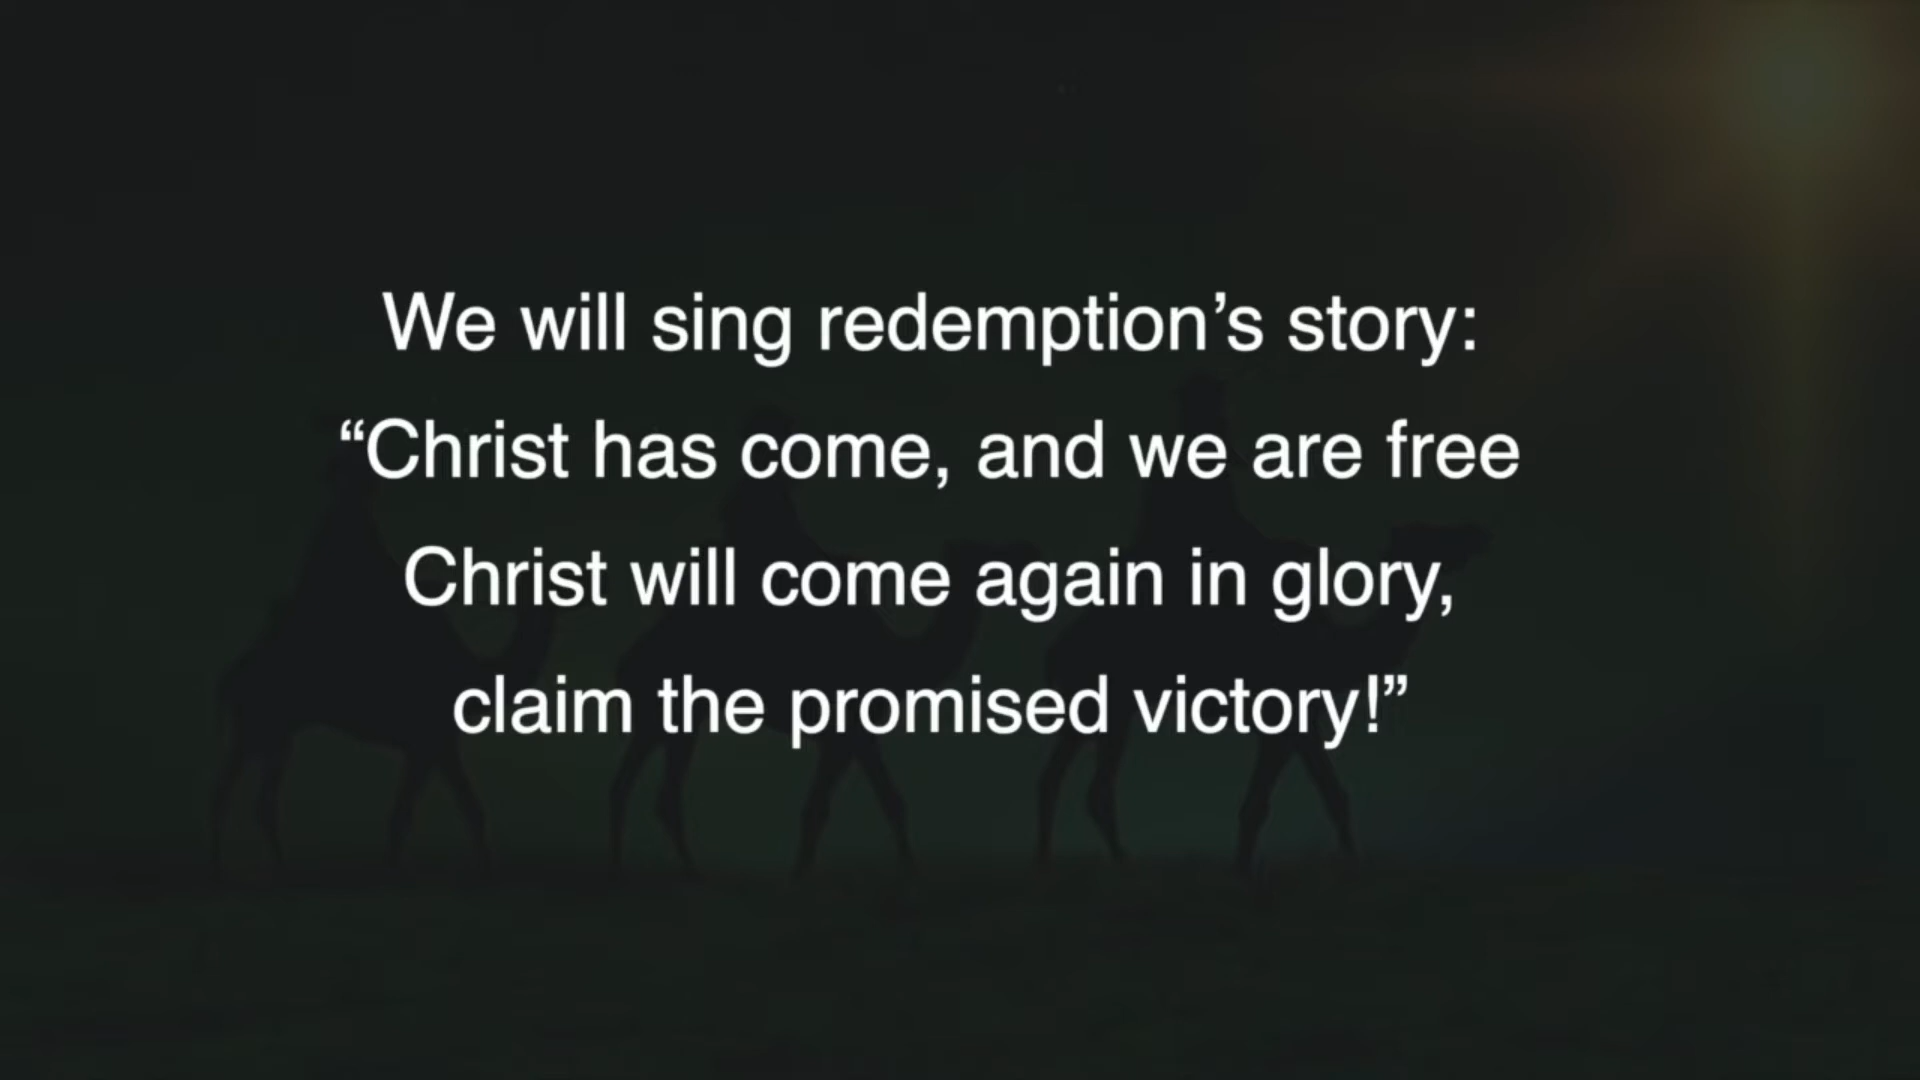 We will sing redemption’s story:
“Christ has come, and we are free
Christ will come again in glory,
claim the promised victory!”